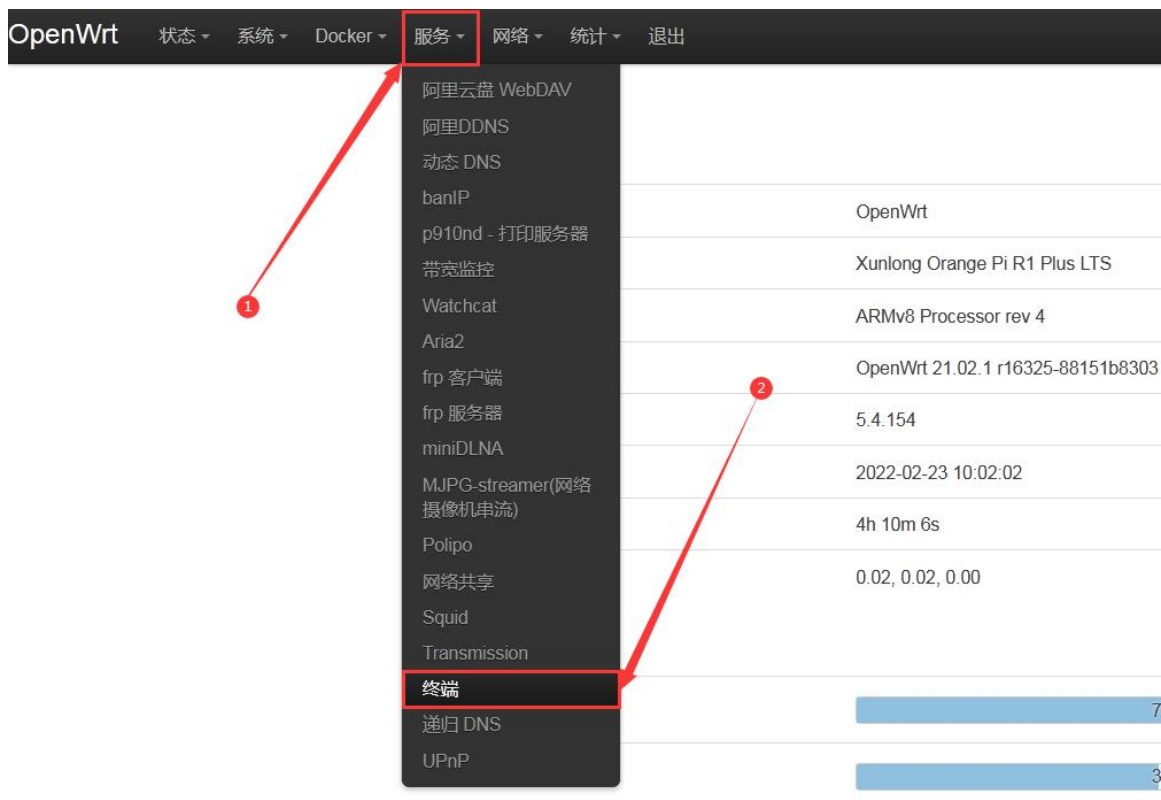 OpenWrt 状态 系统 Docker 服务 网络 统计 退出
阿里云盘 WebDAV
阿里DDNS
动态 DNS
banIP
p910nd - 打印服务器
带宽监控
Watchcat
Aria2
frp 客户端
frp 服务器
miniDLNA
MJPG-streamer(网络
摄像机串流)
Polipo
网络共享
Squid
Transmission
终端
递归 DNS
UPnP
1
2
OpenWrt
Xunlong Orange Pi R1 Plus LTS
ARMv8 Processor rev 4
OpenWrt 21.02.1 r16325-88151b8303
5.4.154
2022-02-23 10:02:02
4h 10m 6s
0.02, 0.02, 0.00
7
3